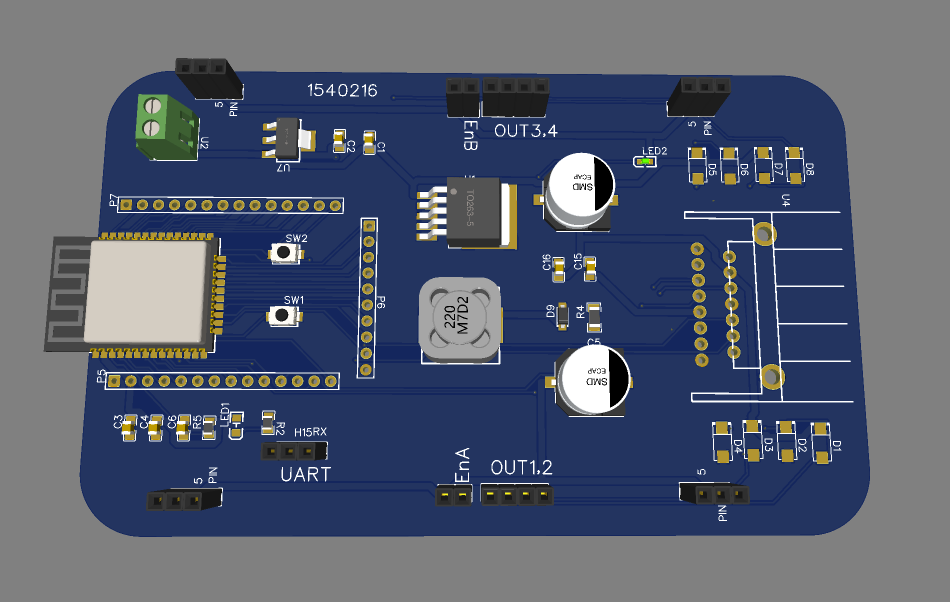 1540216
5
PIN
EnB
OUT3,4
5
PIN
U2
U7
C2
C1
LED2
D5
D6
D7
D8
SMD
ECAP
TO263-5
P7
U4
SW2
C16
C15
SW1
P6
220
M7D2
D9
R4
C5
SMD
ECAP
P5
C3
C4
C6
R5
LED1
R2
H15RX
UART
EnA
OUT1,2
D4
D3
D2
D1
5
PIN
5
PIN